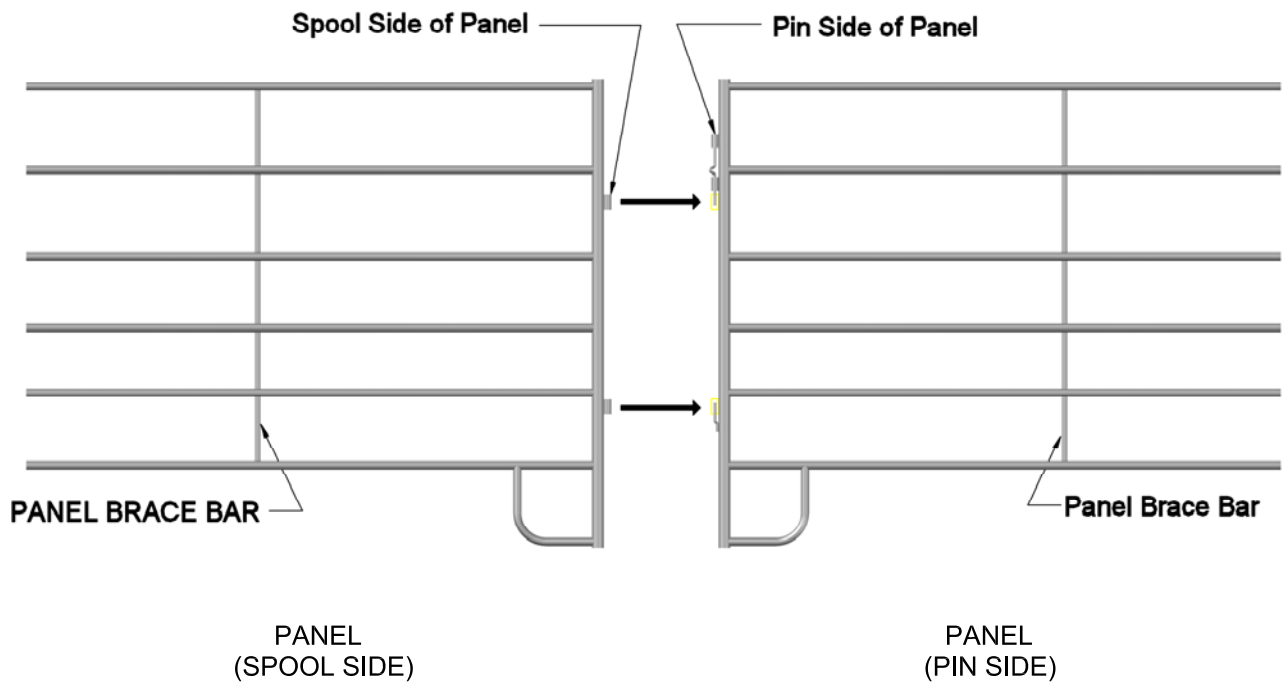 Spool Side of Panel
Pin Side of Panel
PANEL BRACE BAR
Panel Brace Bar
PANEL
(SPOOL SIDE)
PANEL
(PIN SIDE)